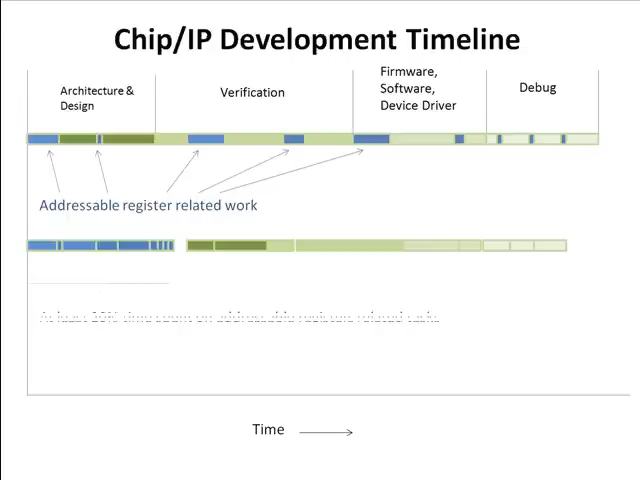 Chip/IP Development Timeline
Architecture &
Design
Verification
Firmware,
Software,
Device Driver
Debug
Addressable register related work
Time